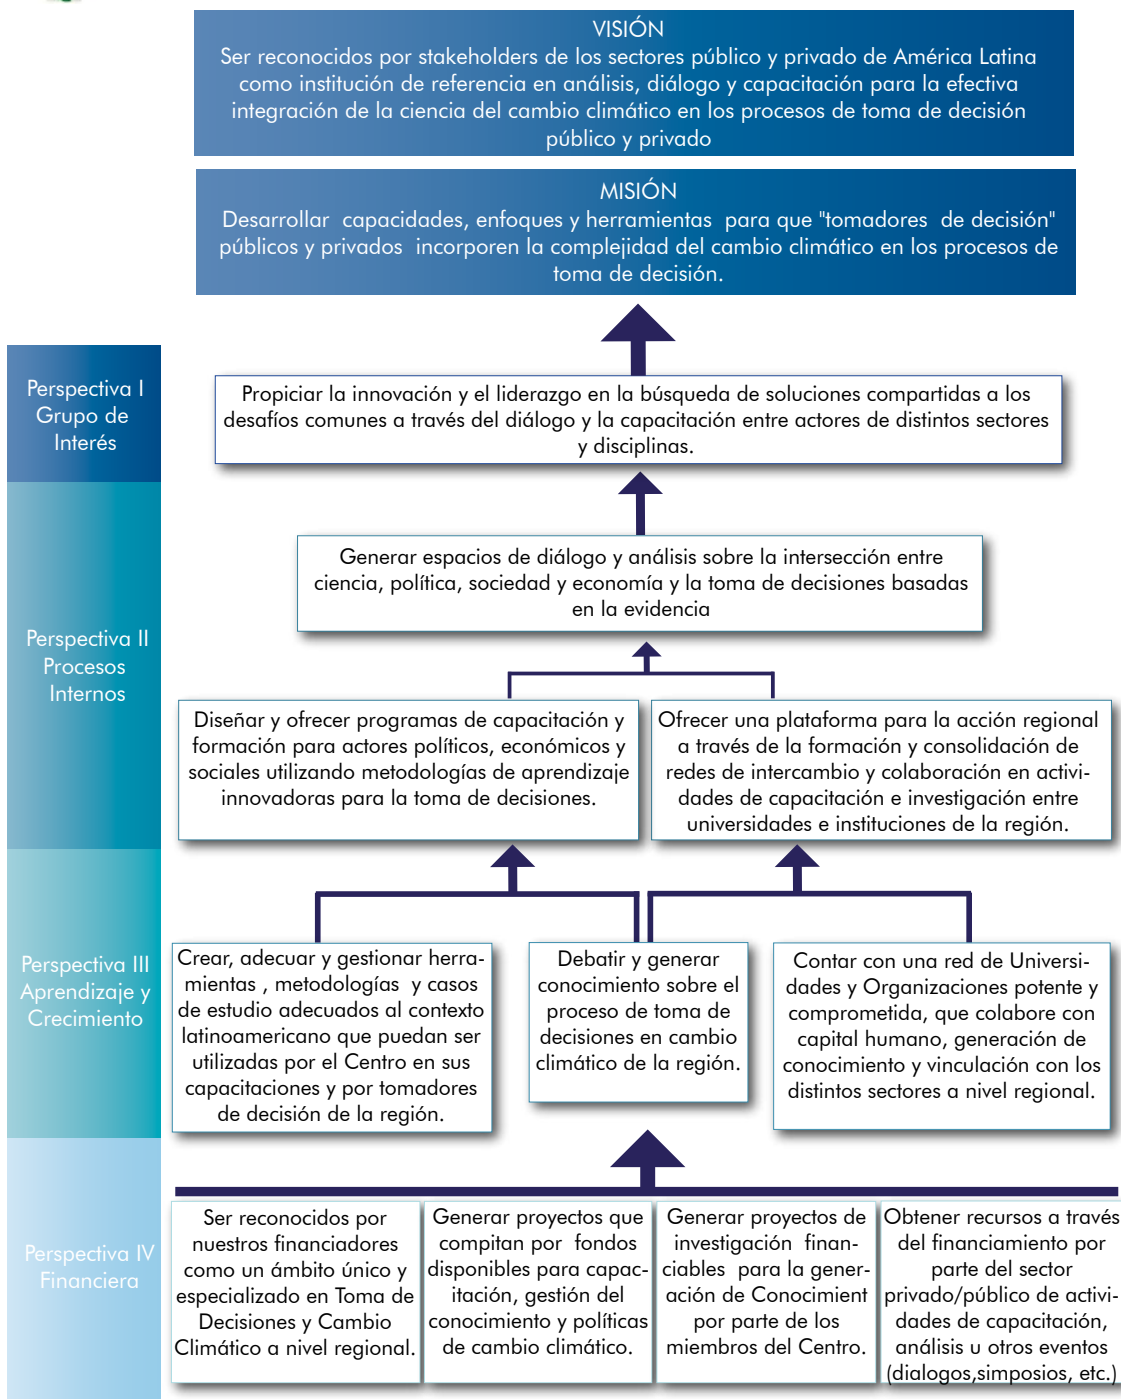 VISIÓN
Ser reconocidos por stakeholders de los sectores público y privado de América Latina
como institución de referencia en análisis, diálogo y capacitación para la efectiva
integración de la ciencia del cambio climático en los procesos de toma de decisión
público y privado
MISIÓN
Desarrollar capacidades, enfoques y herramientas para que "tomadores de decisión"
públicos y privados incorporen la complejidad del cambio climático en los procesos de
toma de decisión.
Perspectiva I
Grupo de
Interés
Propiciar la innovación y el liderazgo en la búsqueda de soluciones compartidas a los
desafíos comunes a través del diálogo y la capacitación entre actores de distintos sectores
y disciplinas.
Perspectiva II
Procesos
Internos
Generar espacios de diálogo y análisis sobre la intersección entre
ciencia, política, sociedad y economía y la toma de decisiones basadas
en la evidencia
Diseñar y ofrecer programas de capacitación y
formación para actores políticos, económicos y
sociales utilizando metodologías de aprendizaje
innovadoras para la toma de decisiones.
Ofrecer una plataforma para la acción regional
a través de la formación y consolidación de
redes de intercambio y colaboración en activi-
dades de capacitación e investigación entre
universidades e instituciones de la región.
Perspectiva III
Aprendizaje y
Crecimiento
Crear, adecuar y gestionar herra-
mientas , metodologías y casos
de estudio adecuados al contexto
latinoamericano que puedan ser
utilizadas por el Centro en sus
capacitaciones y por tomadores
de decisión de la región.
Debatir y generar
conocimiento sobre el
proceso de toma de
decisiones en cambio
climático de la región.
Contar con una red de Universi-
dades y Organizaciones potente y
comprometida, que colabore con
capital humano, generación de
conocimiento y vinculación con los
distintos sectores a nivel regional.
Perspectiva IV
Financiera
Ser reconocidos por
nuestros financiadores
como un ámbito único y
especializado en Toma de
Decisiones y Cambio
Climático a nivel regional.
Generar proyectos que
compitan por fondos
disponibles para capac-
itación, gestión del
conocimiento y políticas
de cambio climático.
Generar proyectos de
investigación finan-
ciables para la gener-
ación de Conocimient
por parte de los
miembros del Centro.
Obtener recursos a través
del financiamiento por
parte del sector
privado/público de activi-
dades de capacitación,
análisis u otros eventos
(dialogos,simposios, etc.)